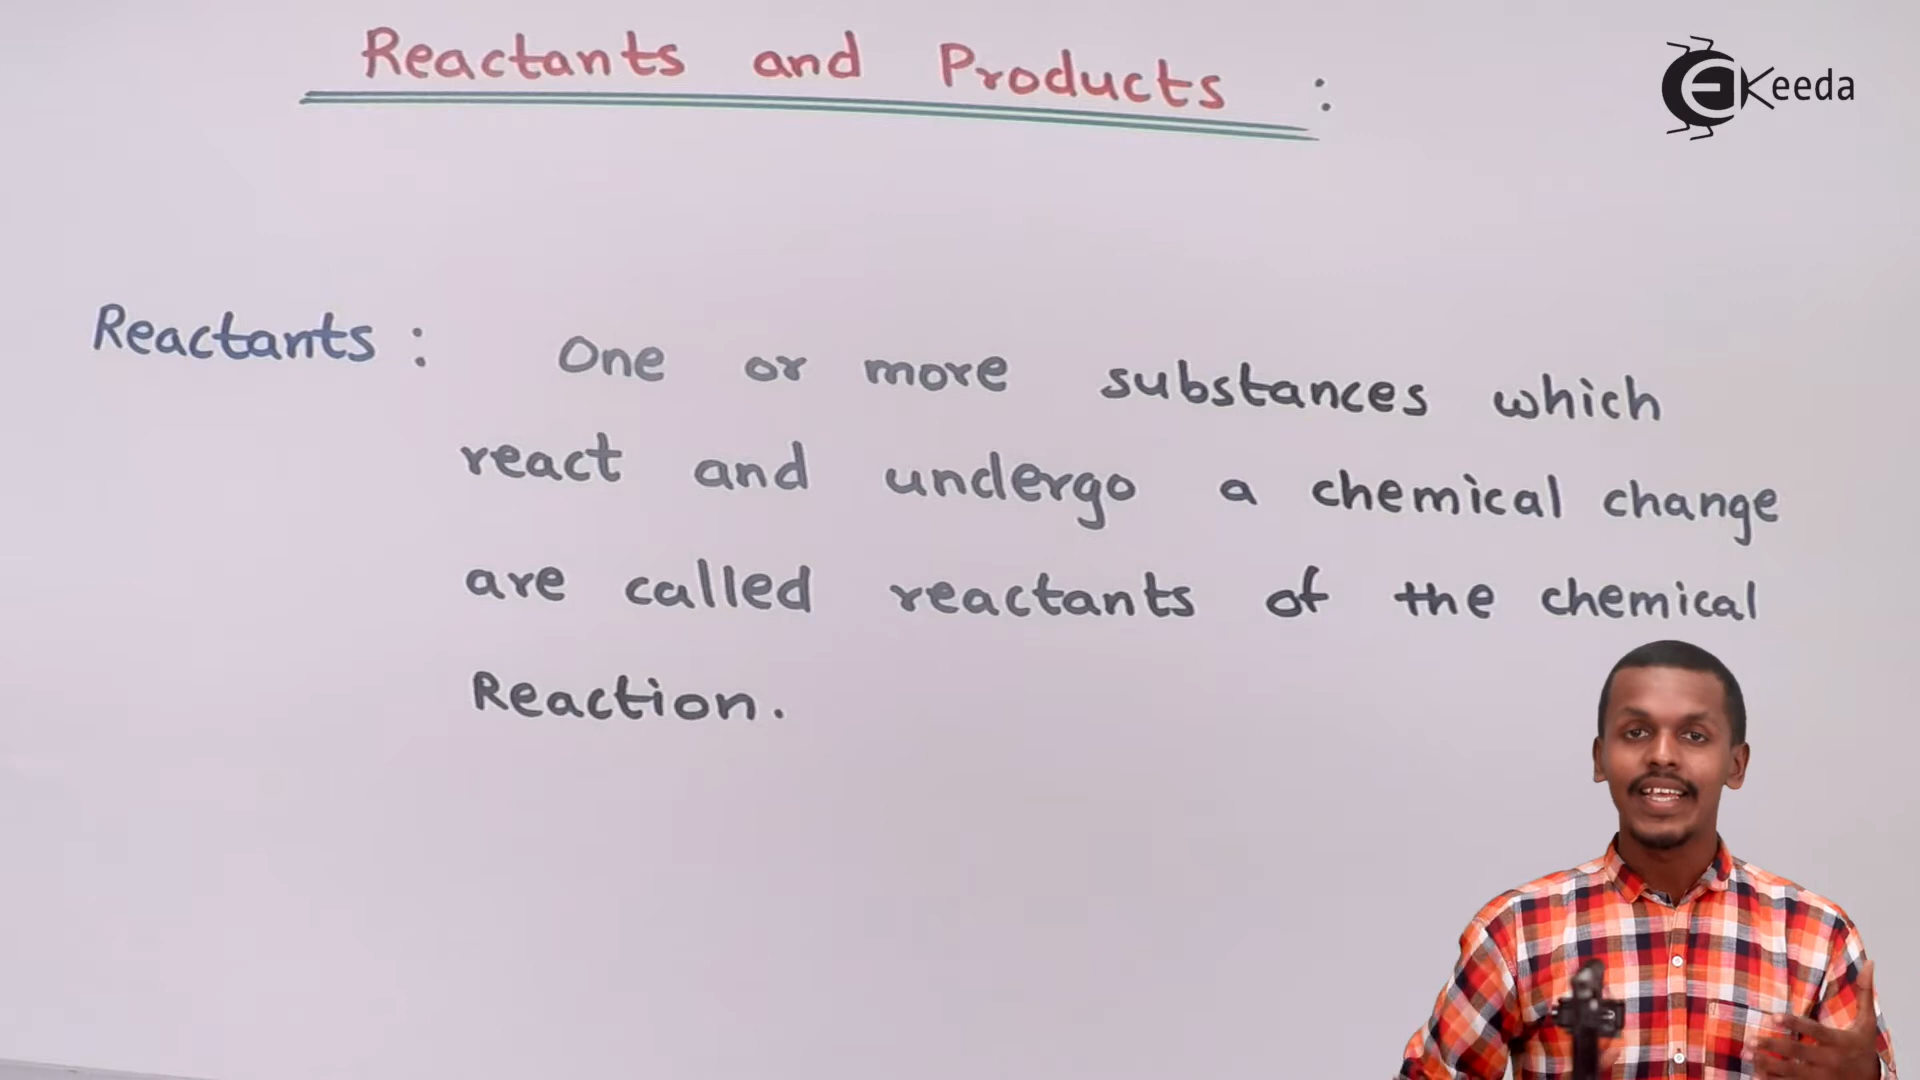 Reactants and Products :
EKeeda
Reactants : One or more substances which
react and undergo a chemical change
are called reactants of the chemical
Reaction.